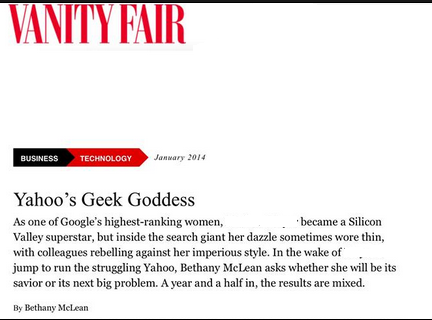 VANITY FAIR
BUSINESS TECHNOLOGY January 2014
Yahoo's Geek Goddess
As one of Google's highest-ranking women, became a Silicon
Valley superstar, but inside the search giant her dazzle sometimes wore thin,
with colleagues rebelling against her imperious style. In the wake of
jump to run the struggling Yahoo, Bethany McLean asks whether she will be its
savior or its next big problem. A year and a half in, the results are mixed.
By Bethany McLean